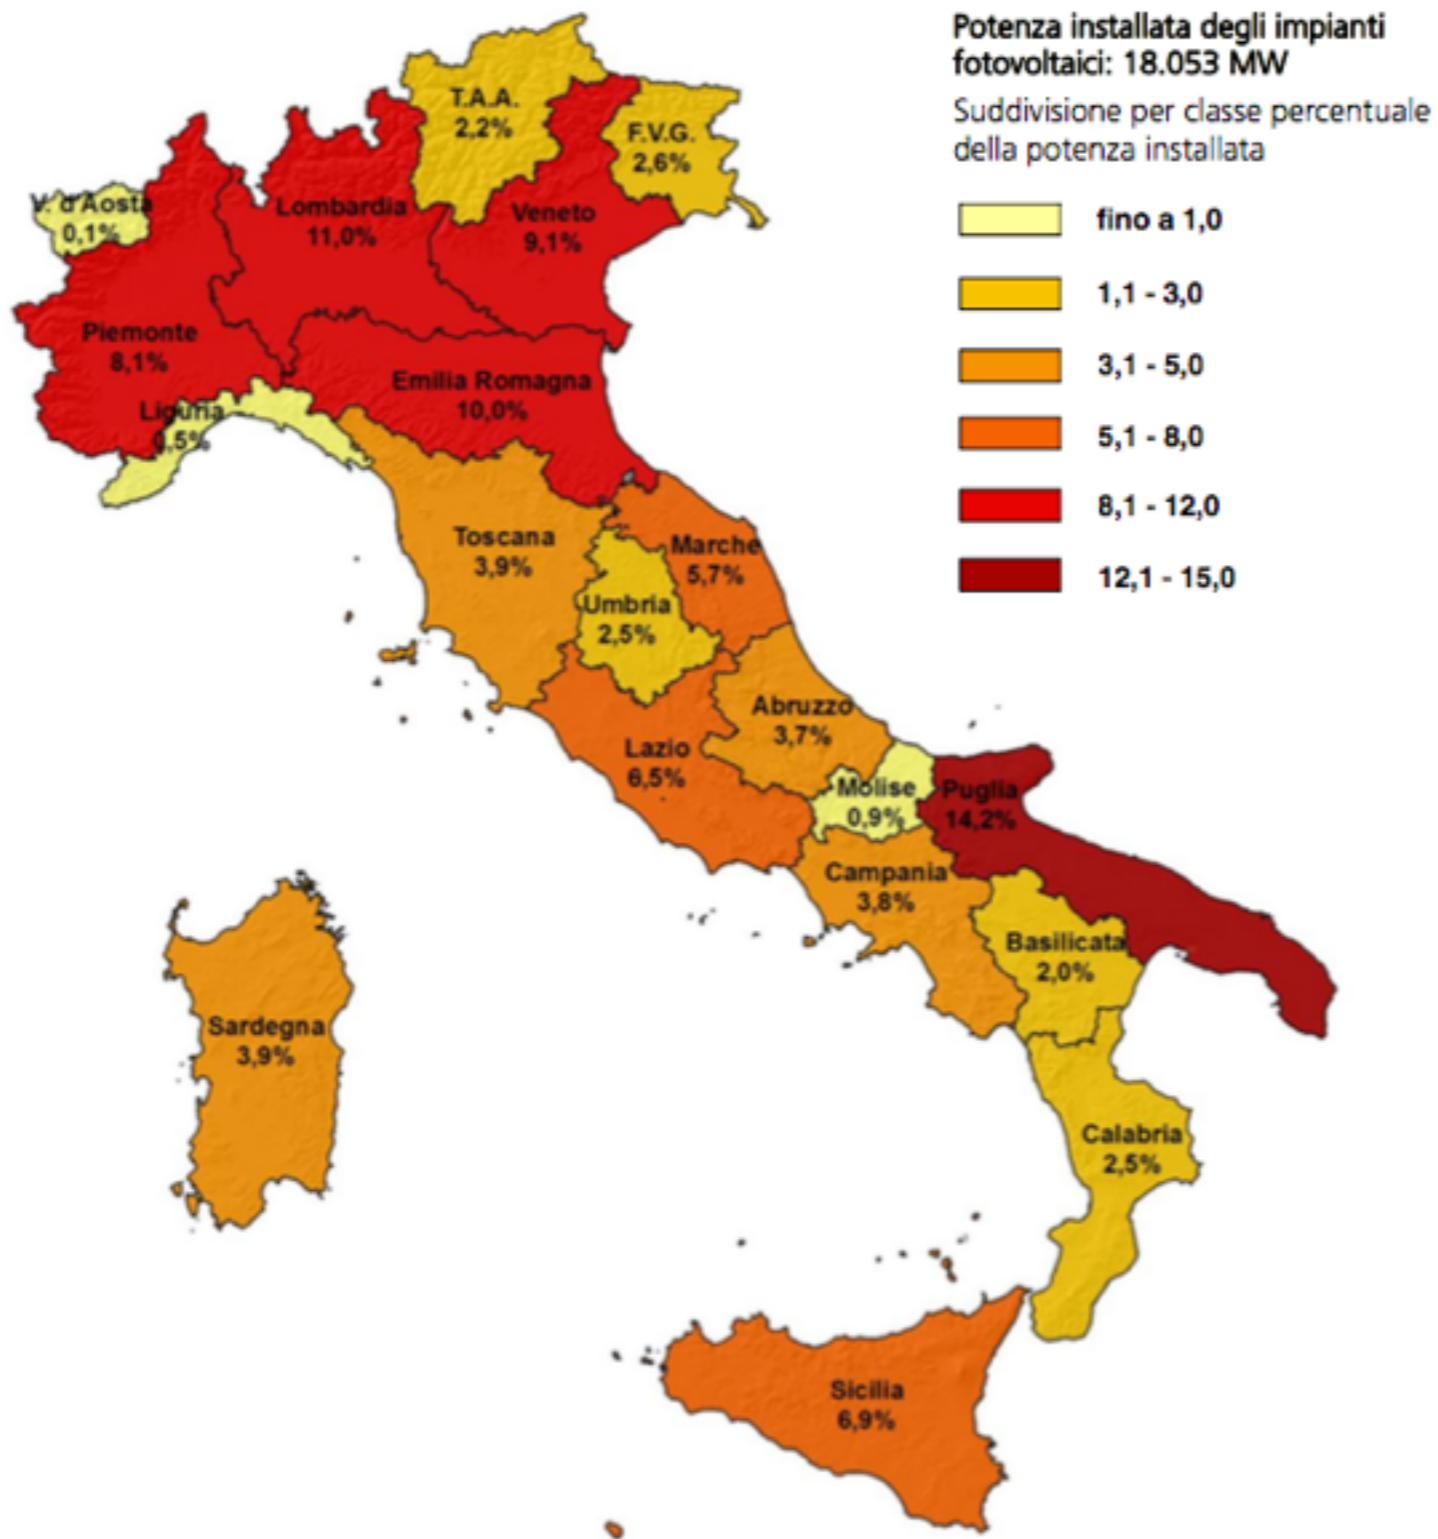 Potenza installata degli impianti
fotovoltaici: 18.053 MW
Suddivisione per classe percentuale
della potenza installata
fino a 1,0
1,1 - 3,0
3,1 - 5,0
5,1 - 8,0
8,1 - 12,0
12,1 - 15,0
T.A.A.
2,2%
F.V.G.
2,6%
V. d'Aosta
0,1%
Lombardia
11,0%
Veneto
9,1%
Piemonte
8,1%
Emilia Romagna
10,0%
Liguria
0,5%
Toscana
3,9%
Marche
5,7%
Umbria
2,5%
Abruzzo
3,7%
Lazio
6,5%
Molise
0,9%
Puglia
14,2%
Campania
3,8%
Basilicata
2,0%
Sardegna
3,9%
Calabria
2,5%
Sicilia
6,9%